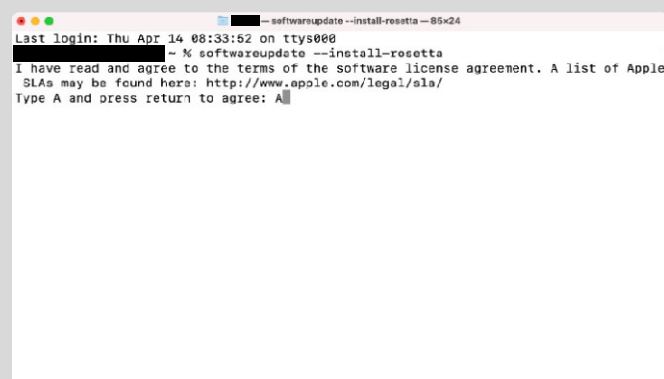 — softwareupdate --install-rosetta — 85×24
Last login: Thu Apr 14 08:33:52 on ttys000
~ % softwareupdate --install-rosetta
I have read and agree to the terms of the software license agreement. A list of Apple
SLAs may be found here: http://www.apple.com/legal/sla/
Type A and press return to agree: A